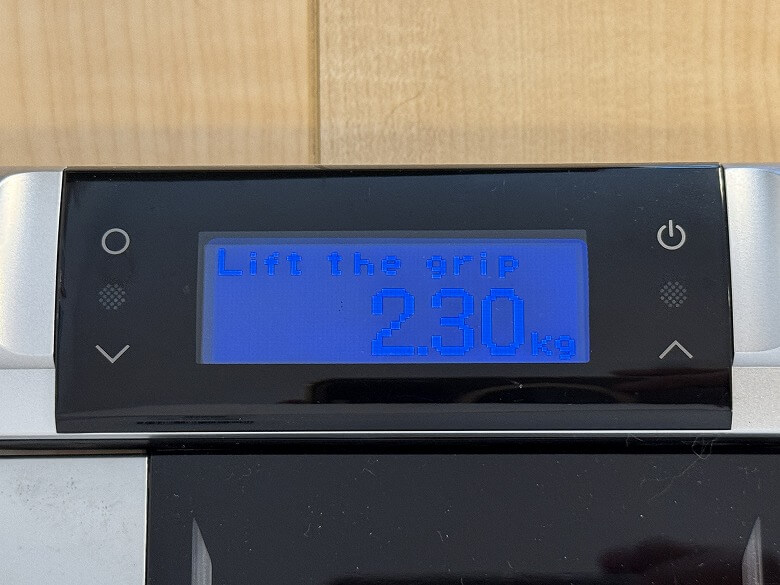 Lift the grip
2.30kg